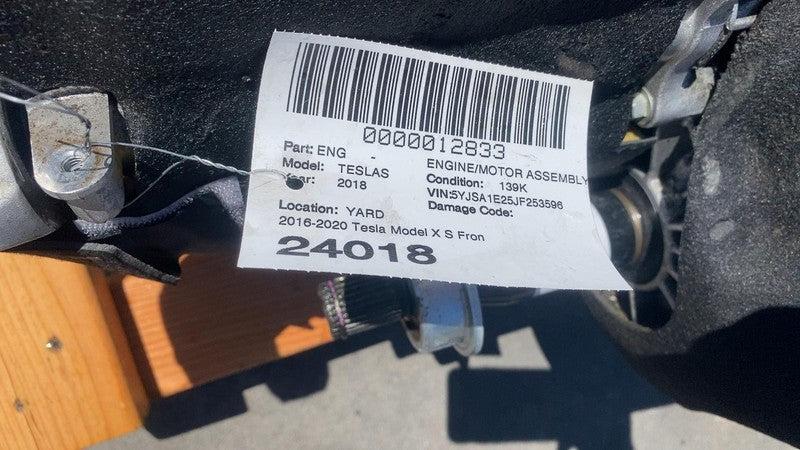 0000012833
Part: ENG - ENGINE/MOTOR ASSEMBLY
Model: TESLAS Condition: 139K
ear: 2018 VIN:5YJSA1E25JF253596
Damage Code:
Location: YARD
2016-2020 Tesla Model X S Fron
24018